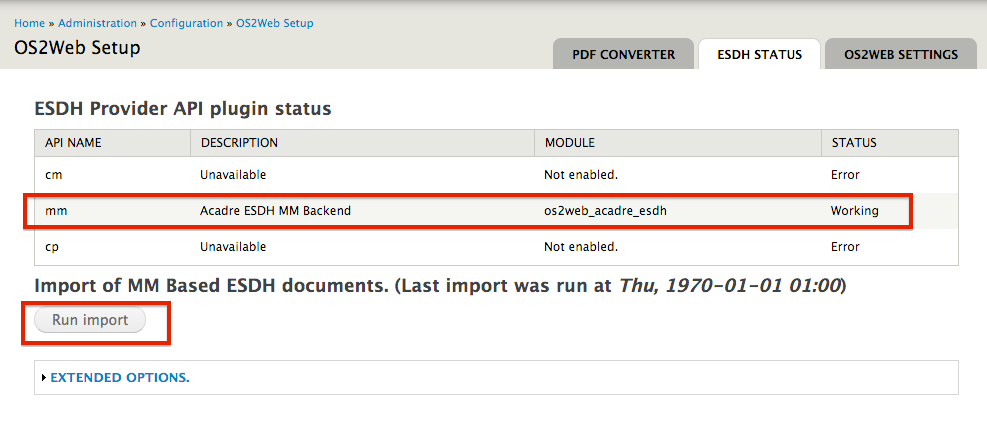 Home » Administration » Configuration » OS2Web Setup
OS2Web Setup
PDF CONVERTER
ESDH STATUS
OS2WEB SETTINGS
ESDH Provider API plugin status
API NAME DESCRIPTION MODULE STATUS
cm Unavailable Not enabled. Error
mm Acadre ESDH MM Backend os2web_acadre_esdh Working
cp Unavailable Not enabled. Error
Import of MM Based ESDH documents. (Last import was run at Thu, 1970-01-01 01:00)
Run import
EXTENDED OPTIONS.